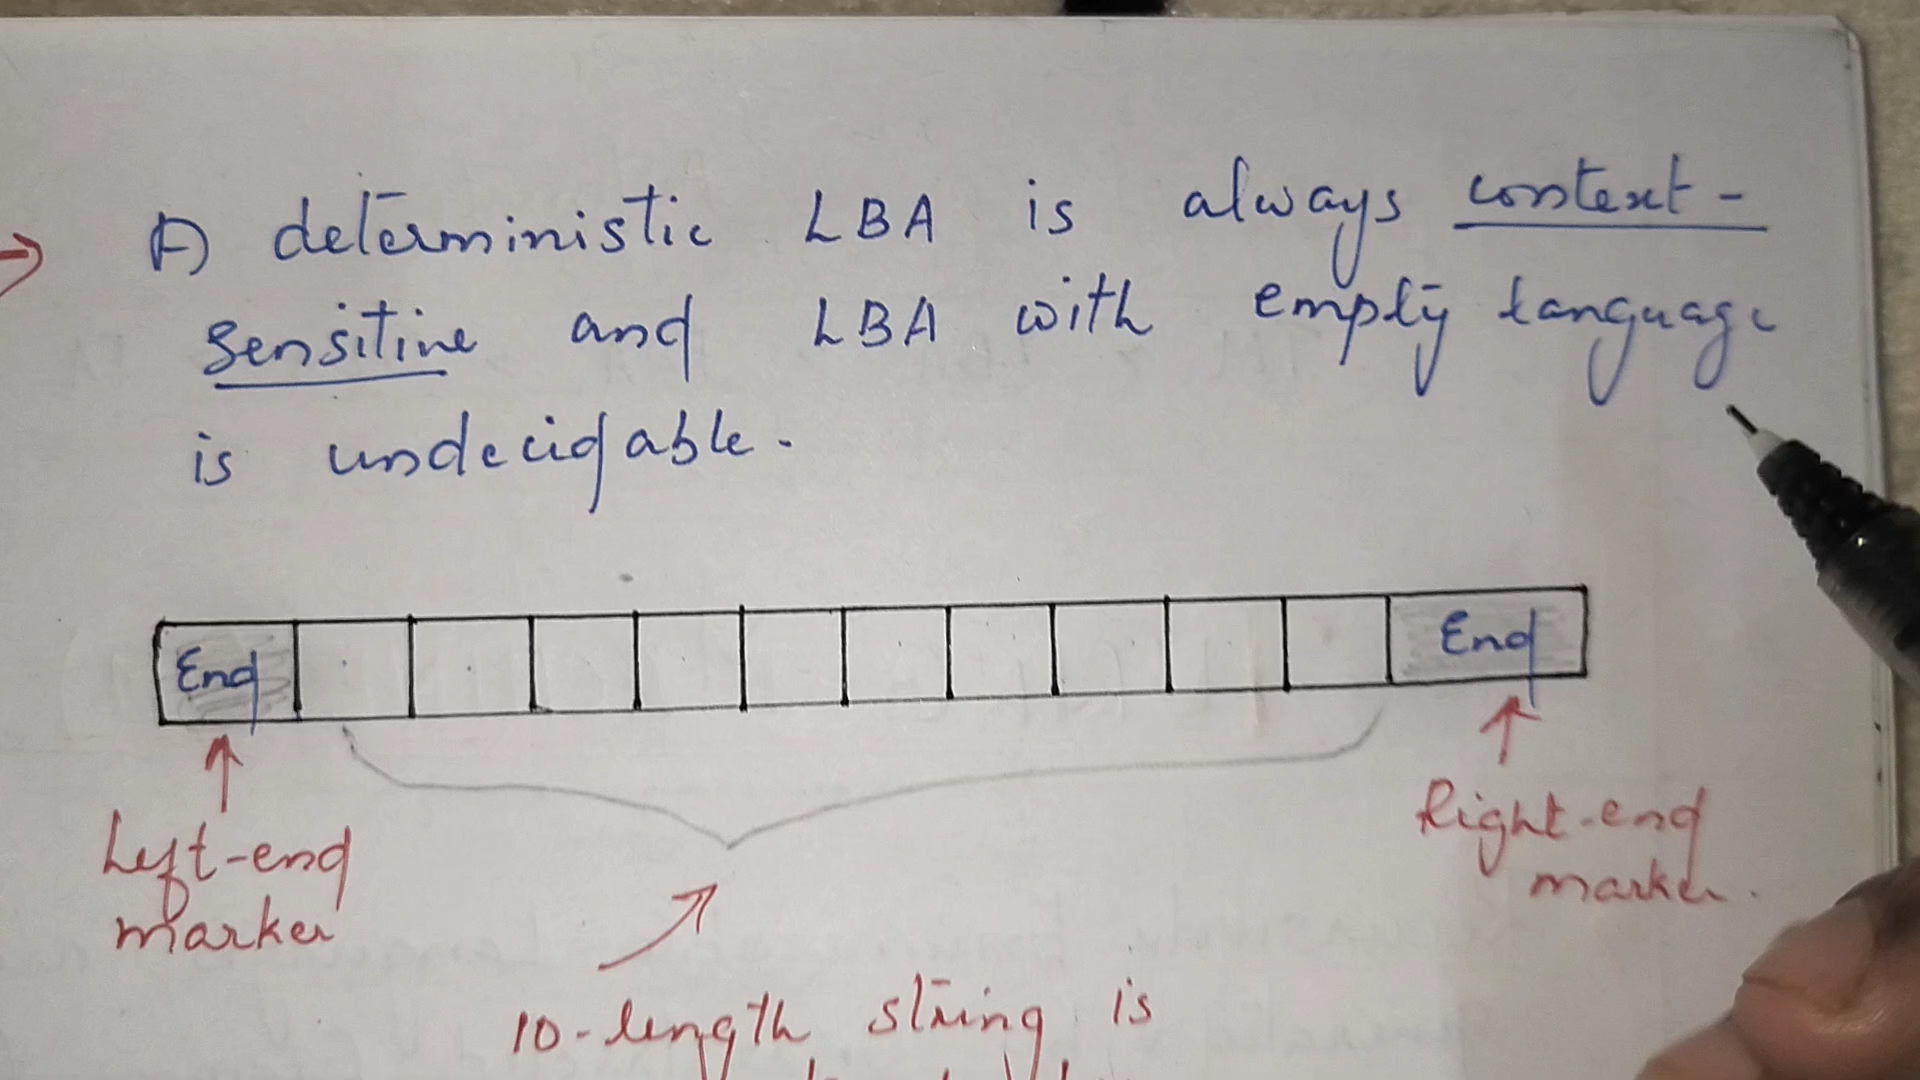 A deterministic LBA is always context-
sensitive and LBA with empty language
is undecidable.
End End
Left-end
marker
Right-end
marker.
10-length string is